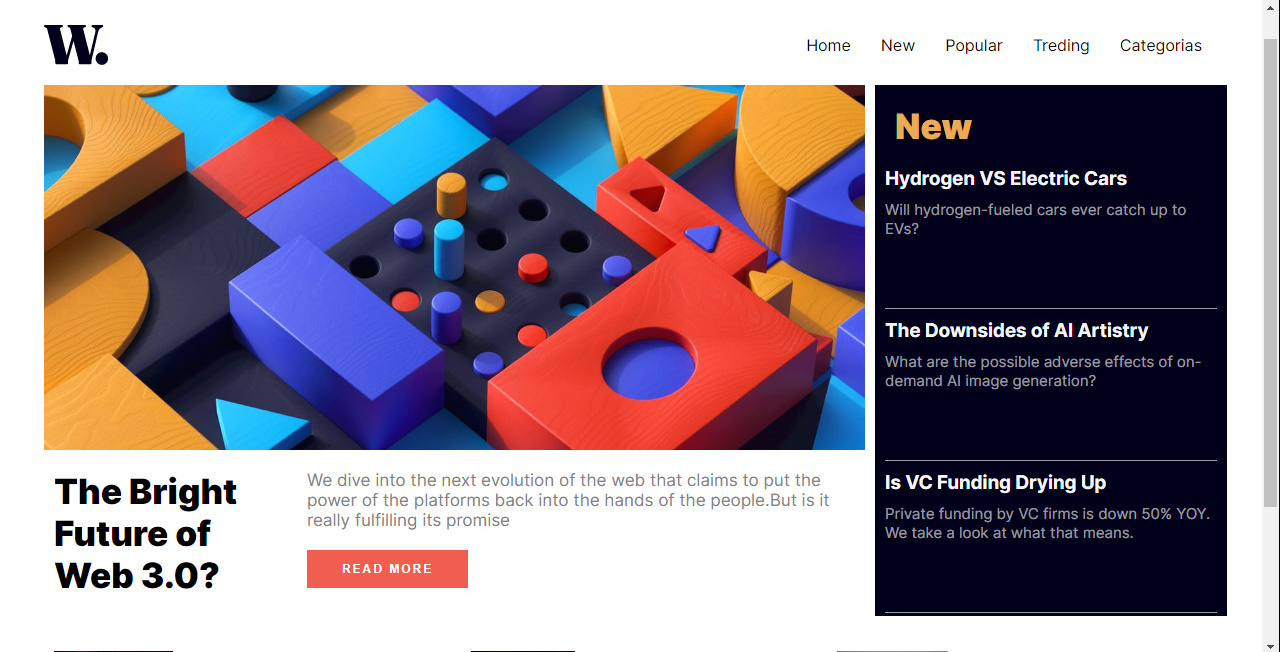 W.
Home New Popular Treding Categorias
New
Hydrogen VS Electric Cars
Will hydrogen-fueled cars ever catch up to
EVs?
The Downsides of AI Artistry
What are the possible adverse effects of on-
demand AI image generation?
Is VC Funding Drying Up
Private funding by VC firms is down 50% YOY.
We take a look at what that means.
The Bright
Future of
Web 3.0?
We dive into the next evolution of the web that claims to put the
power of the platforms back into the hands of the people.But is it
really fulfilling its promise
READ MORE